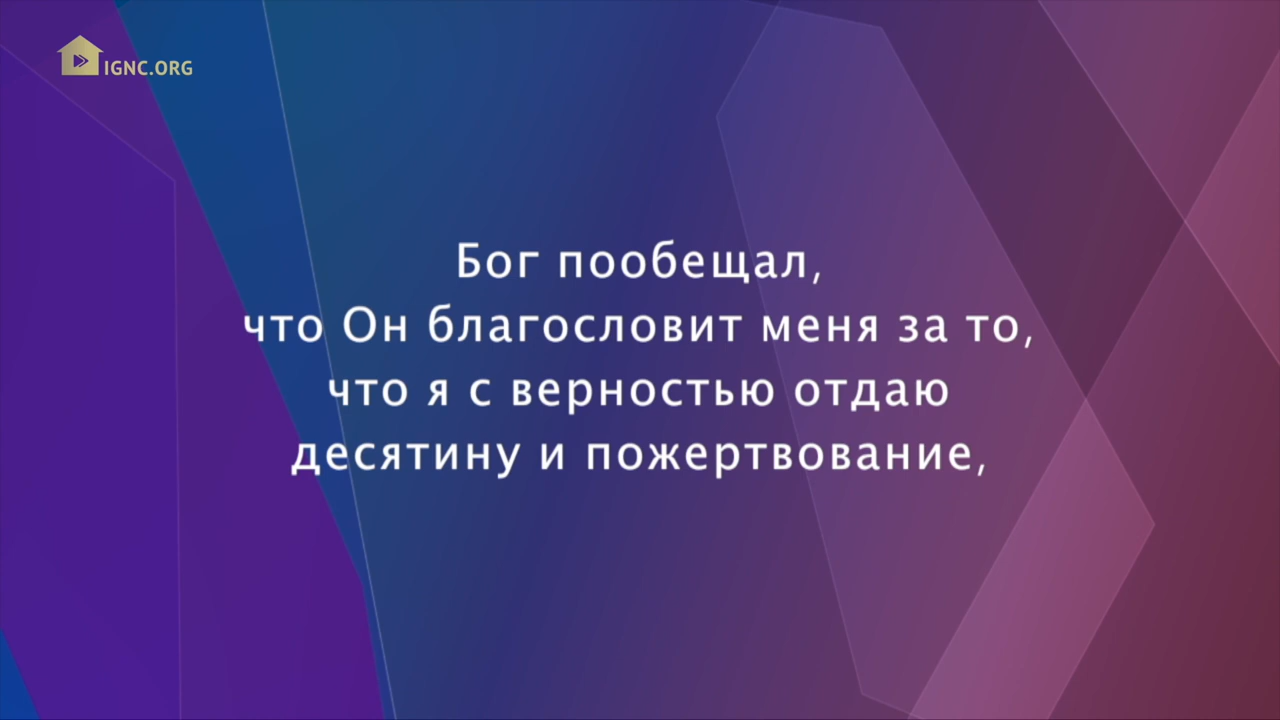 IGNC.ORG
Бог пообещал,
что Он благословит меня за то,
что я с верностью отдаю
десятину и пожертвование,